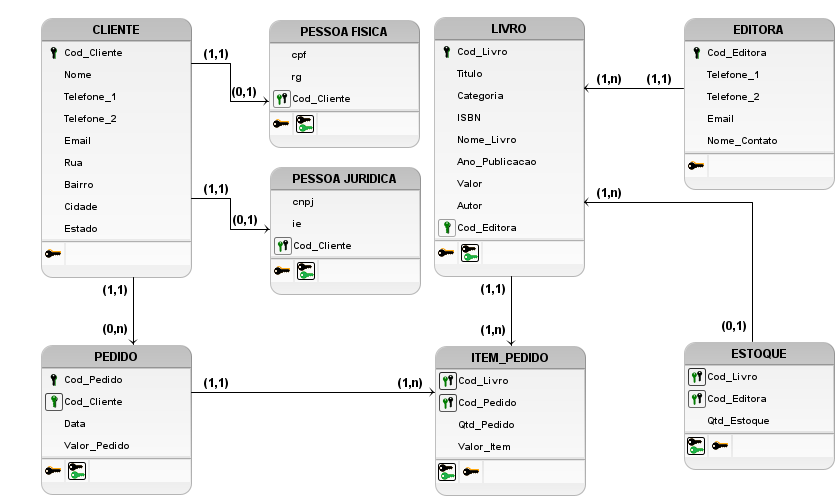 CLIENTE
Cod_Cliente
Nome
Telefone_1
Telefone_2
Email
Rua
Bairro
Cidade
Estado
(1,1)
(0,1)
PESSOA FISICA
cpf
rg
Cod_Cliente
(1,1)
(0,1)
PESSOA JURIDICA
cnpj
ie
Cod_Cliente
LIVRO
Cod_Livro
Titulo
Categoria
ISBN
Nome_Livro
Ano_Publicacao
Valor
Autor
Cod_Editora
(1,n)
(1,1)
EDITORA
Cod_Editora
Telefone_1
Telefone_2
Email
Nome_Contato
(1,n)
(0,1)
(1,1)
(0,n)
(1,1)
(1,n)
PEDIDO
Cod_Pedido
Cod_Cliente
Data
Valor_Pedido
(1,1)
(1,n)
ITEM_PEDIDO
Cod_Livro
Cod_Pedido
Qtd_Pedido
Valor_Item
ESTOQUE
Cod_Livro
Cod_Editora
Qtd_Estoque